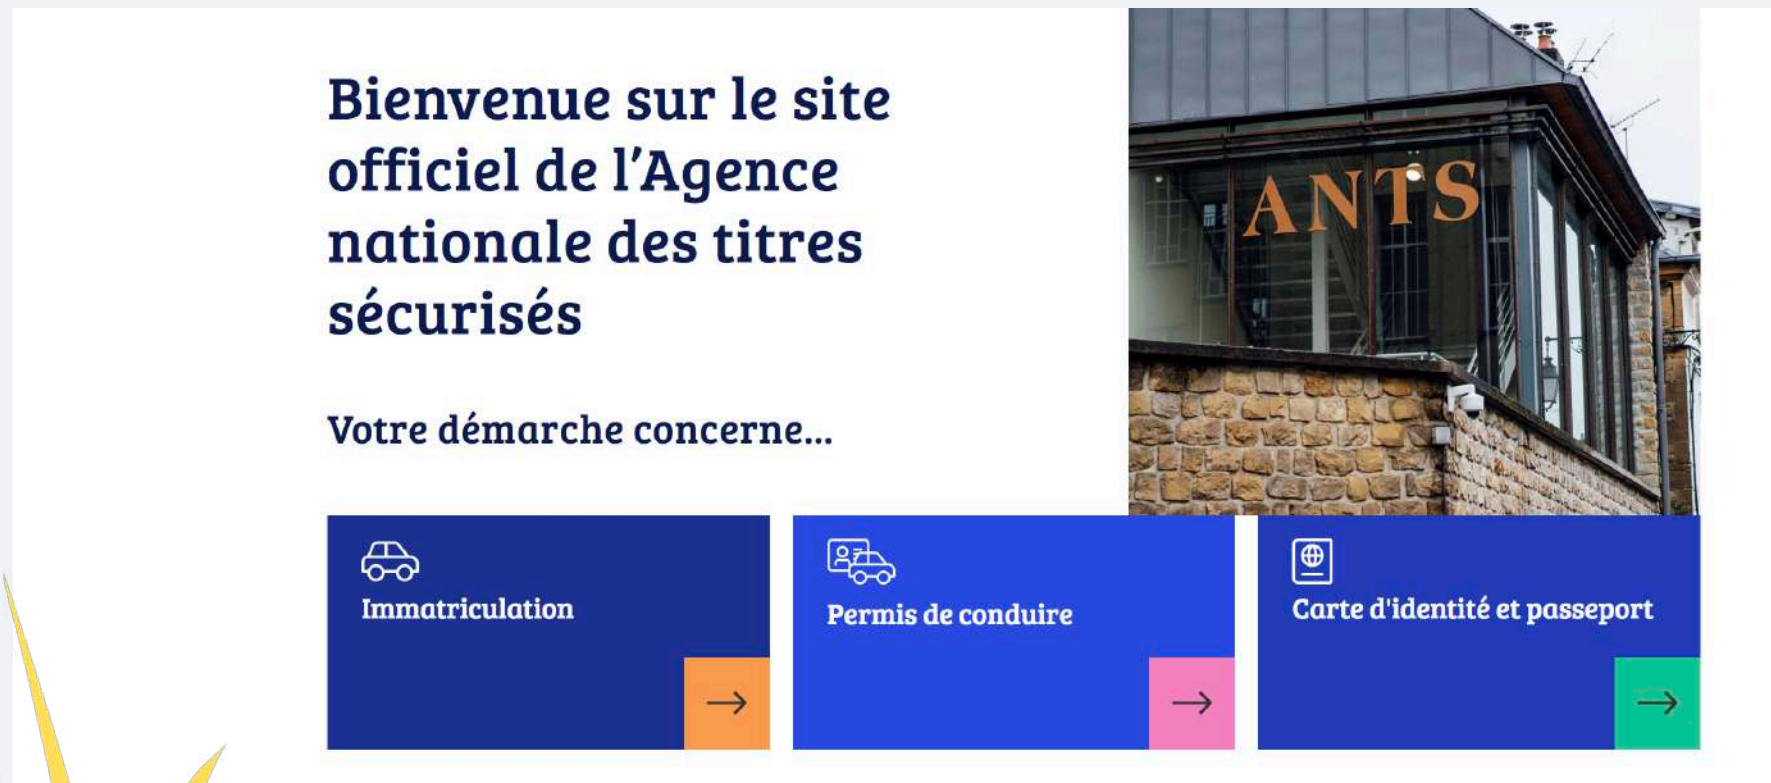 Bienvenue sur le site
officiel de l’Agence
nationale des titres
sécurisés
ANTS
Votre démarche concerne...
Immatriculation
Permis de conduire
Carte d'identité et passeport